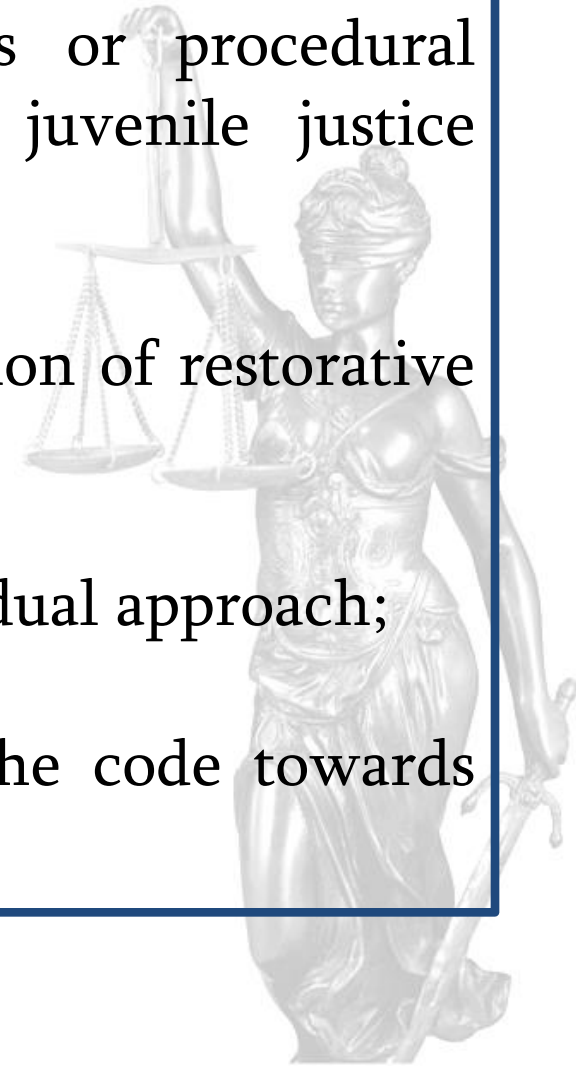 s or procedural
juvenile justice
ion of restorative
dual approach;
he code towards